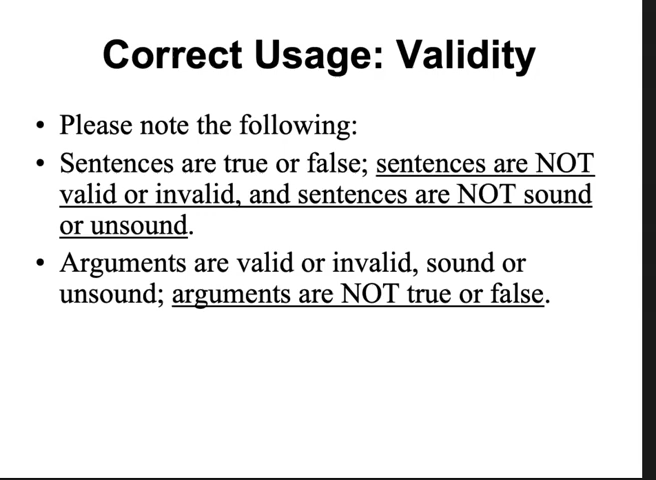 Correct Usage: Validity
• Please note the following:
• Sentences are true or false; sentences are NOT
valid or invalid, and sentences are NOT sound
or unsound.
• Arguments are valid or invalid, sound or
unsound; arguments are NOT true or false.